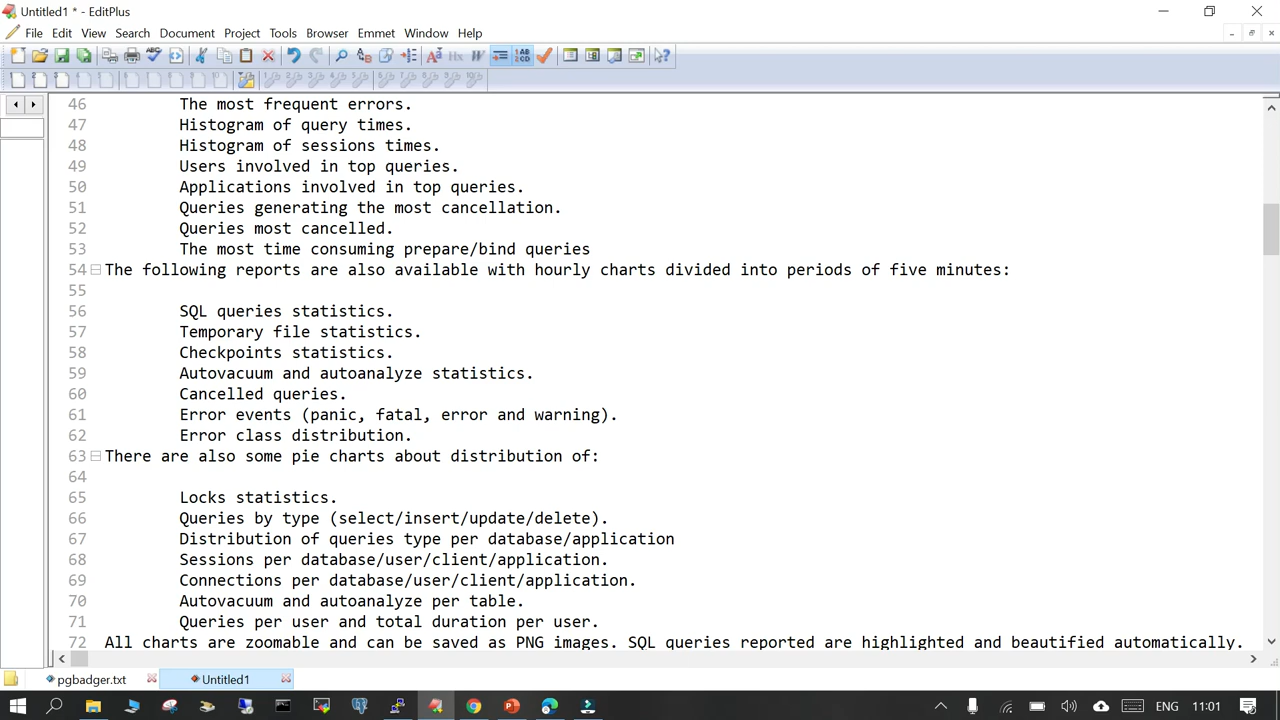 Untitled1 * - EditPlus
File Edit View Search Document Project Tools Browser Emmet Window Help
46 The most frequent errors.
47 Histogram of query times.
48 Histogram of sessions times.
49 Users involved in top queries.
50 Applications involved in top queries.
51 Queries generating the most cancellation.
52 Queries most cancelled.
53 The most time consuming prepare/bind queries
54 The following reports are also available with hourly charts divided into periods of five minutes:
55
56 SQL queries statistics.
57 Temporary file statistics.
58 Checkpoints statistics.
59 Autovacuum and autoanalyze statistics.
60 Cancelled queries.
61 Error events (panic, fatal, error and warning).
62 Error class distribution.
63 There are also some pie charts about distribution of:
64
65 Locks statistics.
66 Queries by type (select/insert/update/delete).
67 Distribution of queries type per database/application
68 Sessions per database/user/client/application.
69 Connections per database/user/client/application.
70 Autovacuum and autoanalyze per table.
71 Queries per user and total duration per user.
72 All charts are zoomable and can be saved as PNG images. SQL queries reported are highlighted and beautified automatically.
pgbadger.txt Untitled1
ENG 11:01